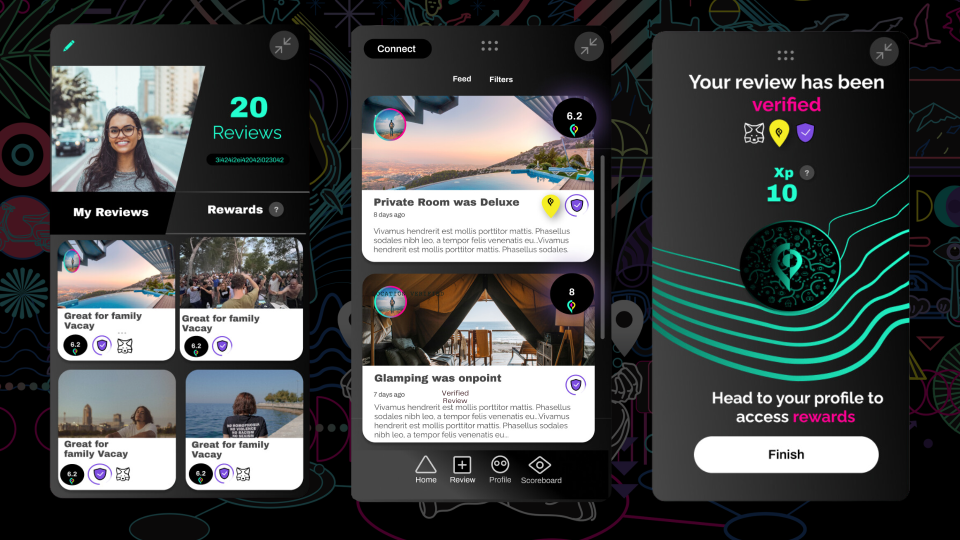 20
Reviews
3i424i2ei42042i023042
My Reviews
Rewards ?
Great for family
Vacay
6.2
Great for family
Vacay
6.2
Great for
family Vacay
6.2
Great for family
Vacay
6.2
Connect
Feed
Filters
6.2
Private Room was Deluxe
8 days ago
Vivamus hendrerit est mollis porttitor mattis. Phasellus
sodales nibh leo, a tempor felis venenatis eu..Vivamus
hendrerit est mollis porttitor mattis. Phasellus sodales.
8
Glamping was onpoint
7 days ago
Verified
Review
Vivamus hendrerit est mollis porttitor mattis. Phasellus
sodales nibh leo, a tempor felis venenatis eu..Vivamus
hendrerit est mollis porttitor mattis. Phasellus sodales
nibh leo, a tempor felis venenatis eu...
Home
Review
Profile
Scoreboard
Your review has been
verified
Xp ?
10
Head to your profile to
access rewards
Finish